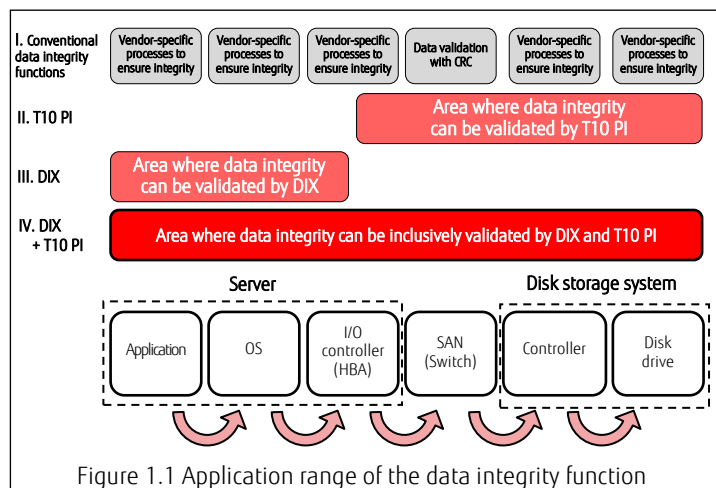 I. Conventional
data integrity
functions
Vendor-specific
processes to
ensure integrity
Vendor-specific
processes to
ensure integrity
Vendor-specific
processes to
ensure integrity
Data validation
with CRC
Vendor-specific
processes to
ensure integrity
Vendor-specific
processes to
ensure integrity
II. T10 PI
Area where data integrity
can be validated by T10 PI
III. DIX
Area where data integrity
can be validated by DIX
IV. DIX
+ T10 PI
Area where data integrity can be inclusively validated by DIX and T10 PI
Server
Disk storage system
Application
OS
I/O
controller
(HBA)
SAN
(Switch)
Controller
Disk
drive
Figure 1.1 Application range of the data integrity function